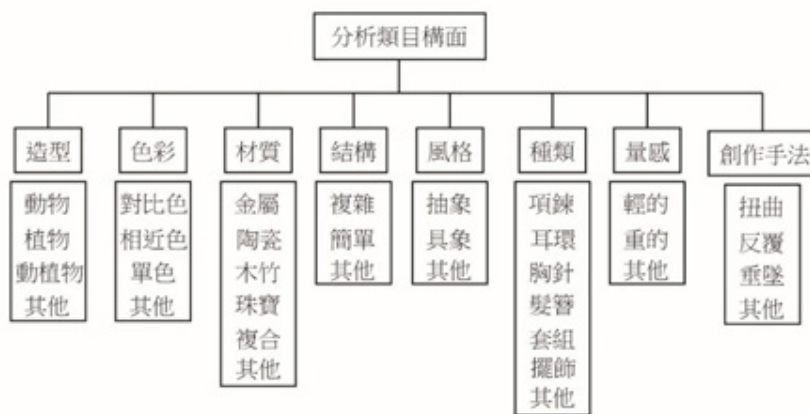 分析類目構面
造型
色彩
材質
結構
風格
種類
量感
創作手法
動物
植物
動植物
其他
對比色
相近色
單色
其他
金屬
陶瓷
木竹
珠寶
複合
其他
複雜
簡單
其他
抽象
具象
其他
項鍊
耳環
胸針
髮簪
套組
擺飾
其他
輕的
重的
其他
扭曲
反覆
垂墜
其他